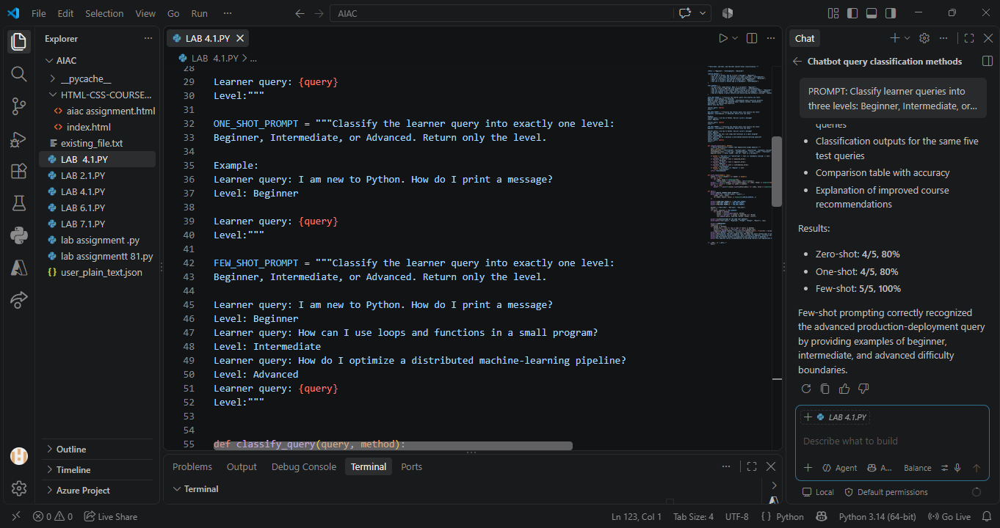 File Edit Selection View Go Run ··· AIAC
Explorer ···
AIAC
__pycache__
HTML-CSS-COURSE...
aiac assignment.html
index.html
existing_file.txt
LAB  4.1.PY
LAB 2.1.PY
LAB 4.1.PY
LAB 6.1.PY
LAB 7.1.PY
lab assignment .py
lab assignmentt 81.py
user_plain_text.json
Outline
Timeline
Azure Project
LAB 4.1.PY
LAB  4.1.PY > ...
28
29 Learner query: {query}
30 Level:"""
31
32 ONE_SHOT_PROMPT = """Classify the learner query into exactly one level:
33 Beginner, Intermediate, or Advanced. Return only the level.
34
35 Example:
36 Learner query: I am new to Python. How do I print a message?
37 Level: Beginner
38
39 Learner query: {query}
40 Level:"""
41
42 FEW_SHOT_PROMPT = """Classify the learner query into exactly one level:
43 Beginner, Intermediate, or Advanced. Return only the level.
44
45 Learner query: I am new to Python. How do I print a message?
46 Level: Beginner
47 Learner query: How can I use loops and functions in a small program?
48 Level: Intermediate
49 Learner query: How do I optimize a distributed machine-learning pipeline?
50 Level: Advanced
51 Learner query: {query}
52 Level:"""
53
54
55 def classify_query(query, method):
Problems Output Debug Console Terminal Ports
Terminal
Chat
Chatbot query classification methods
PROMPT: Classify learner queries into
three levels: Beginner, Intermediate, or...
queries
• Classification outputs for the same five
test queries
• Comparison table with accuracy
• Explanation of improved course
recommendations
Results:
• Zero-shot: 4/5, 80%
• One-shot: 4/5, 80%
• Few-shot: 5/5, 100%
Few-shot prompting correctly recognized
the advanced production-deployment query
by providing examples of beginner,
intermediate, and advanced difficulty
boundaries.
LAB 4.1.PY
Describe what to build
Agent A... Balance
Local Default permissions
0 0 Live Share
Ln 123, Col 1 Tab Size: 4 UTF-8 { } Python Python 3.14 (64-bit) Go Live